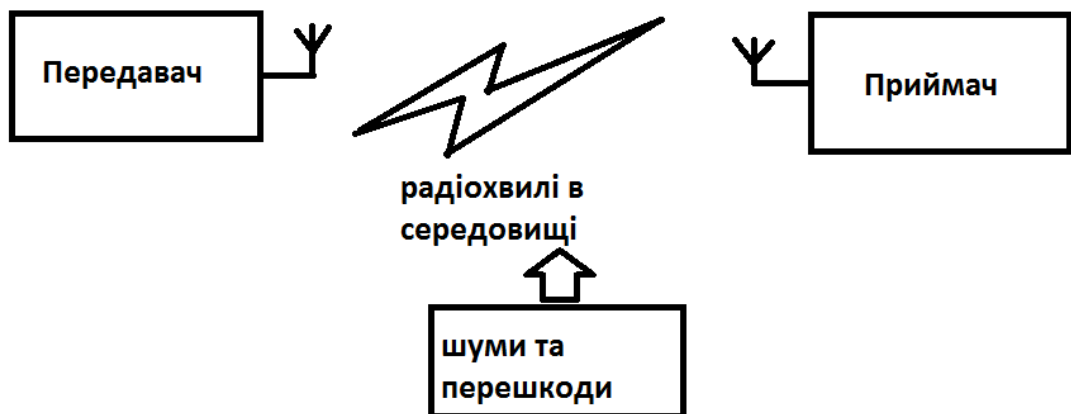 Передавач
Приймач
радіохвилі в
середовищі
шуми та
перешкоди